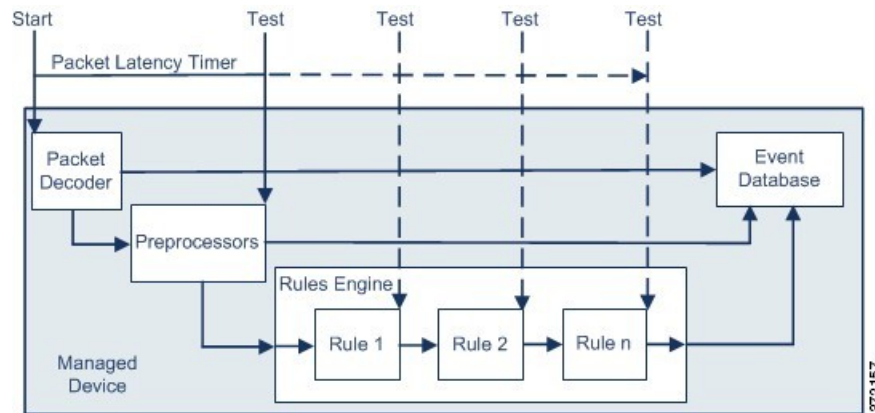 Start
Test
Test
Test
Test
Packet Latency Timer
Packet
Decoder
Event
Database
Preprocessors
Rules Engine
Rule 1
Rule 2
Rule n
Managed
Device